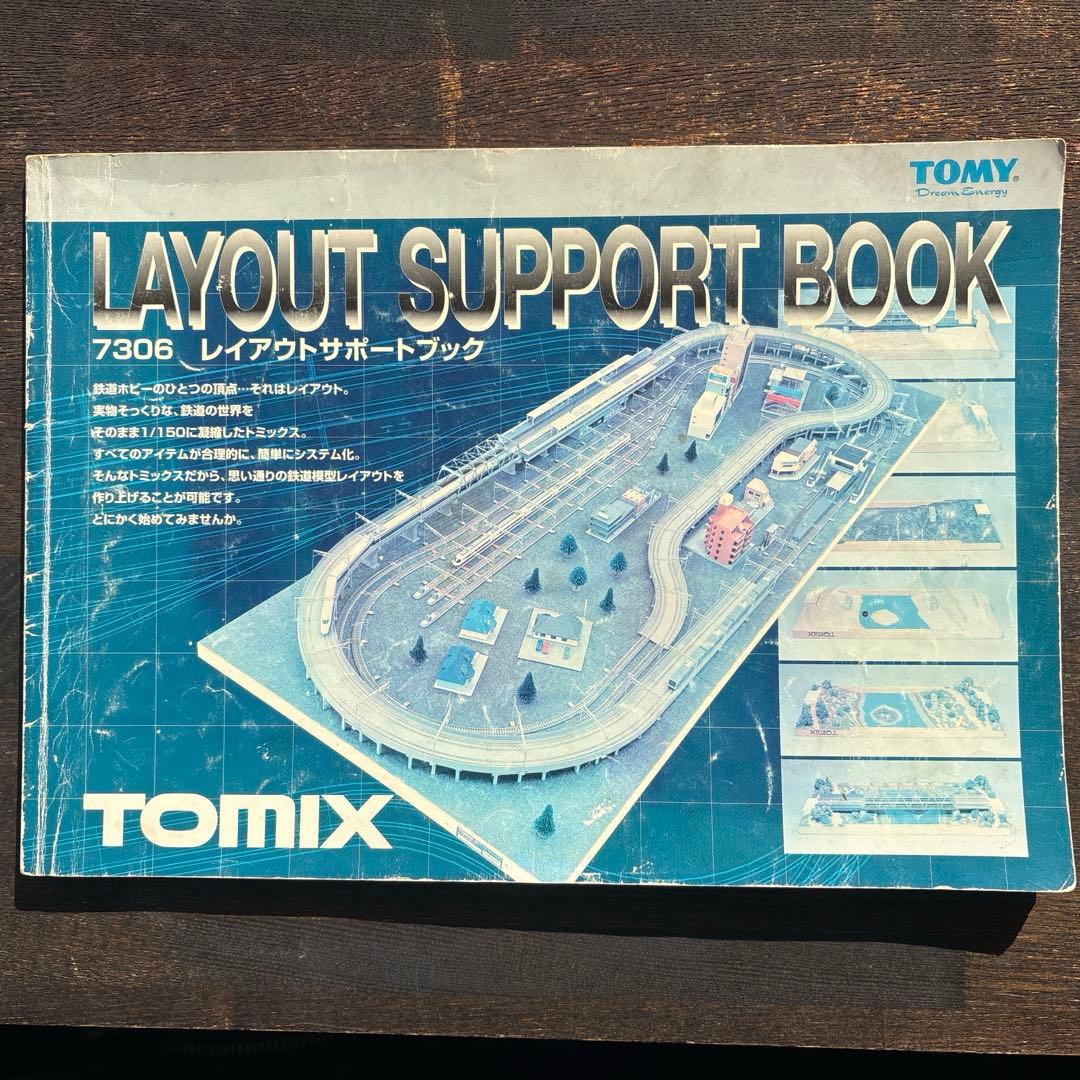 TOMY®
Dream Energy
LAYOUT SUPPORT BOOK
7306 レイアウトサポートブック
鉄道ホビーのひとつの頂点…それはレイアウト。
実物そっくりな、鉄道の世界を
そのまま1/150に凝縮したトミックス。
すべてのアイテムが合理的に、簡単にシステム化。
そんなトミックスだから、思い通りの鉄道模型レイアウトを
作り上げることが可能です。
とにかく始めてみませんか。
TOMIX
TOMIX
TOMIX